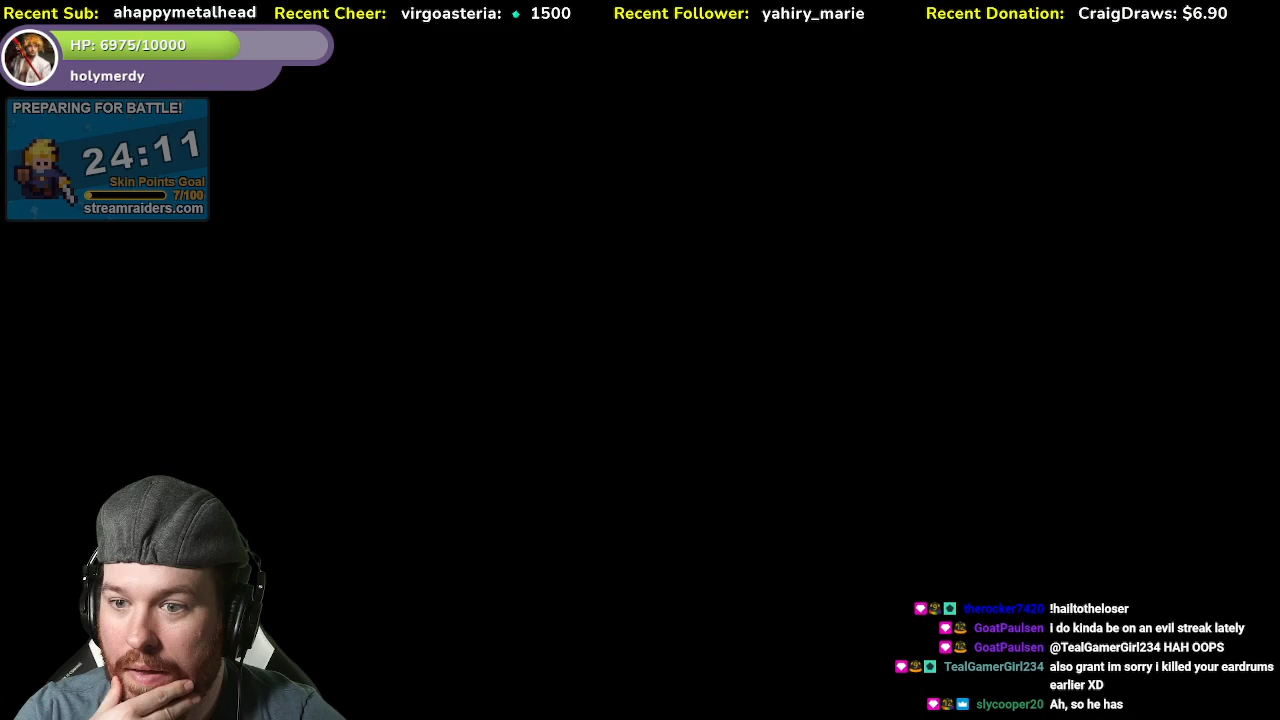 Recent Sub: ahappymetalhead Recent Cheer: virgoasteria: 1500 Recent Follower: yahiry_marie Recent Donation: CraigDraws: $6.90
HP: 6975/10000
holymerdy
PREPARING FOR BATTLE!
24:11
Skin Points Goal
7/100
streamraiders.com
therocker7420 !hailtotheloser
GoatPaulsen i do kinda be on an evil streak lately
GoatPaulsen @TealGamerGirl234 HAH OOPS
TealGamerGirl234 also grant im sorry i killed your eardrums
earlier XD
slycooper20 Ah, so he has